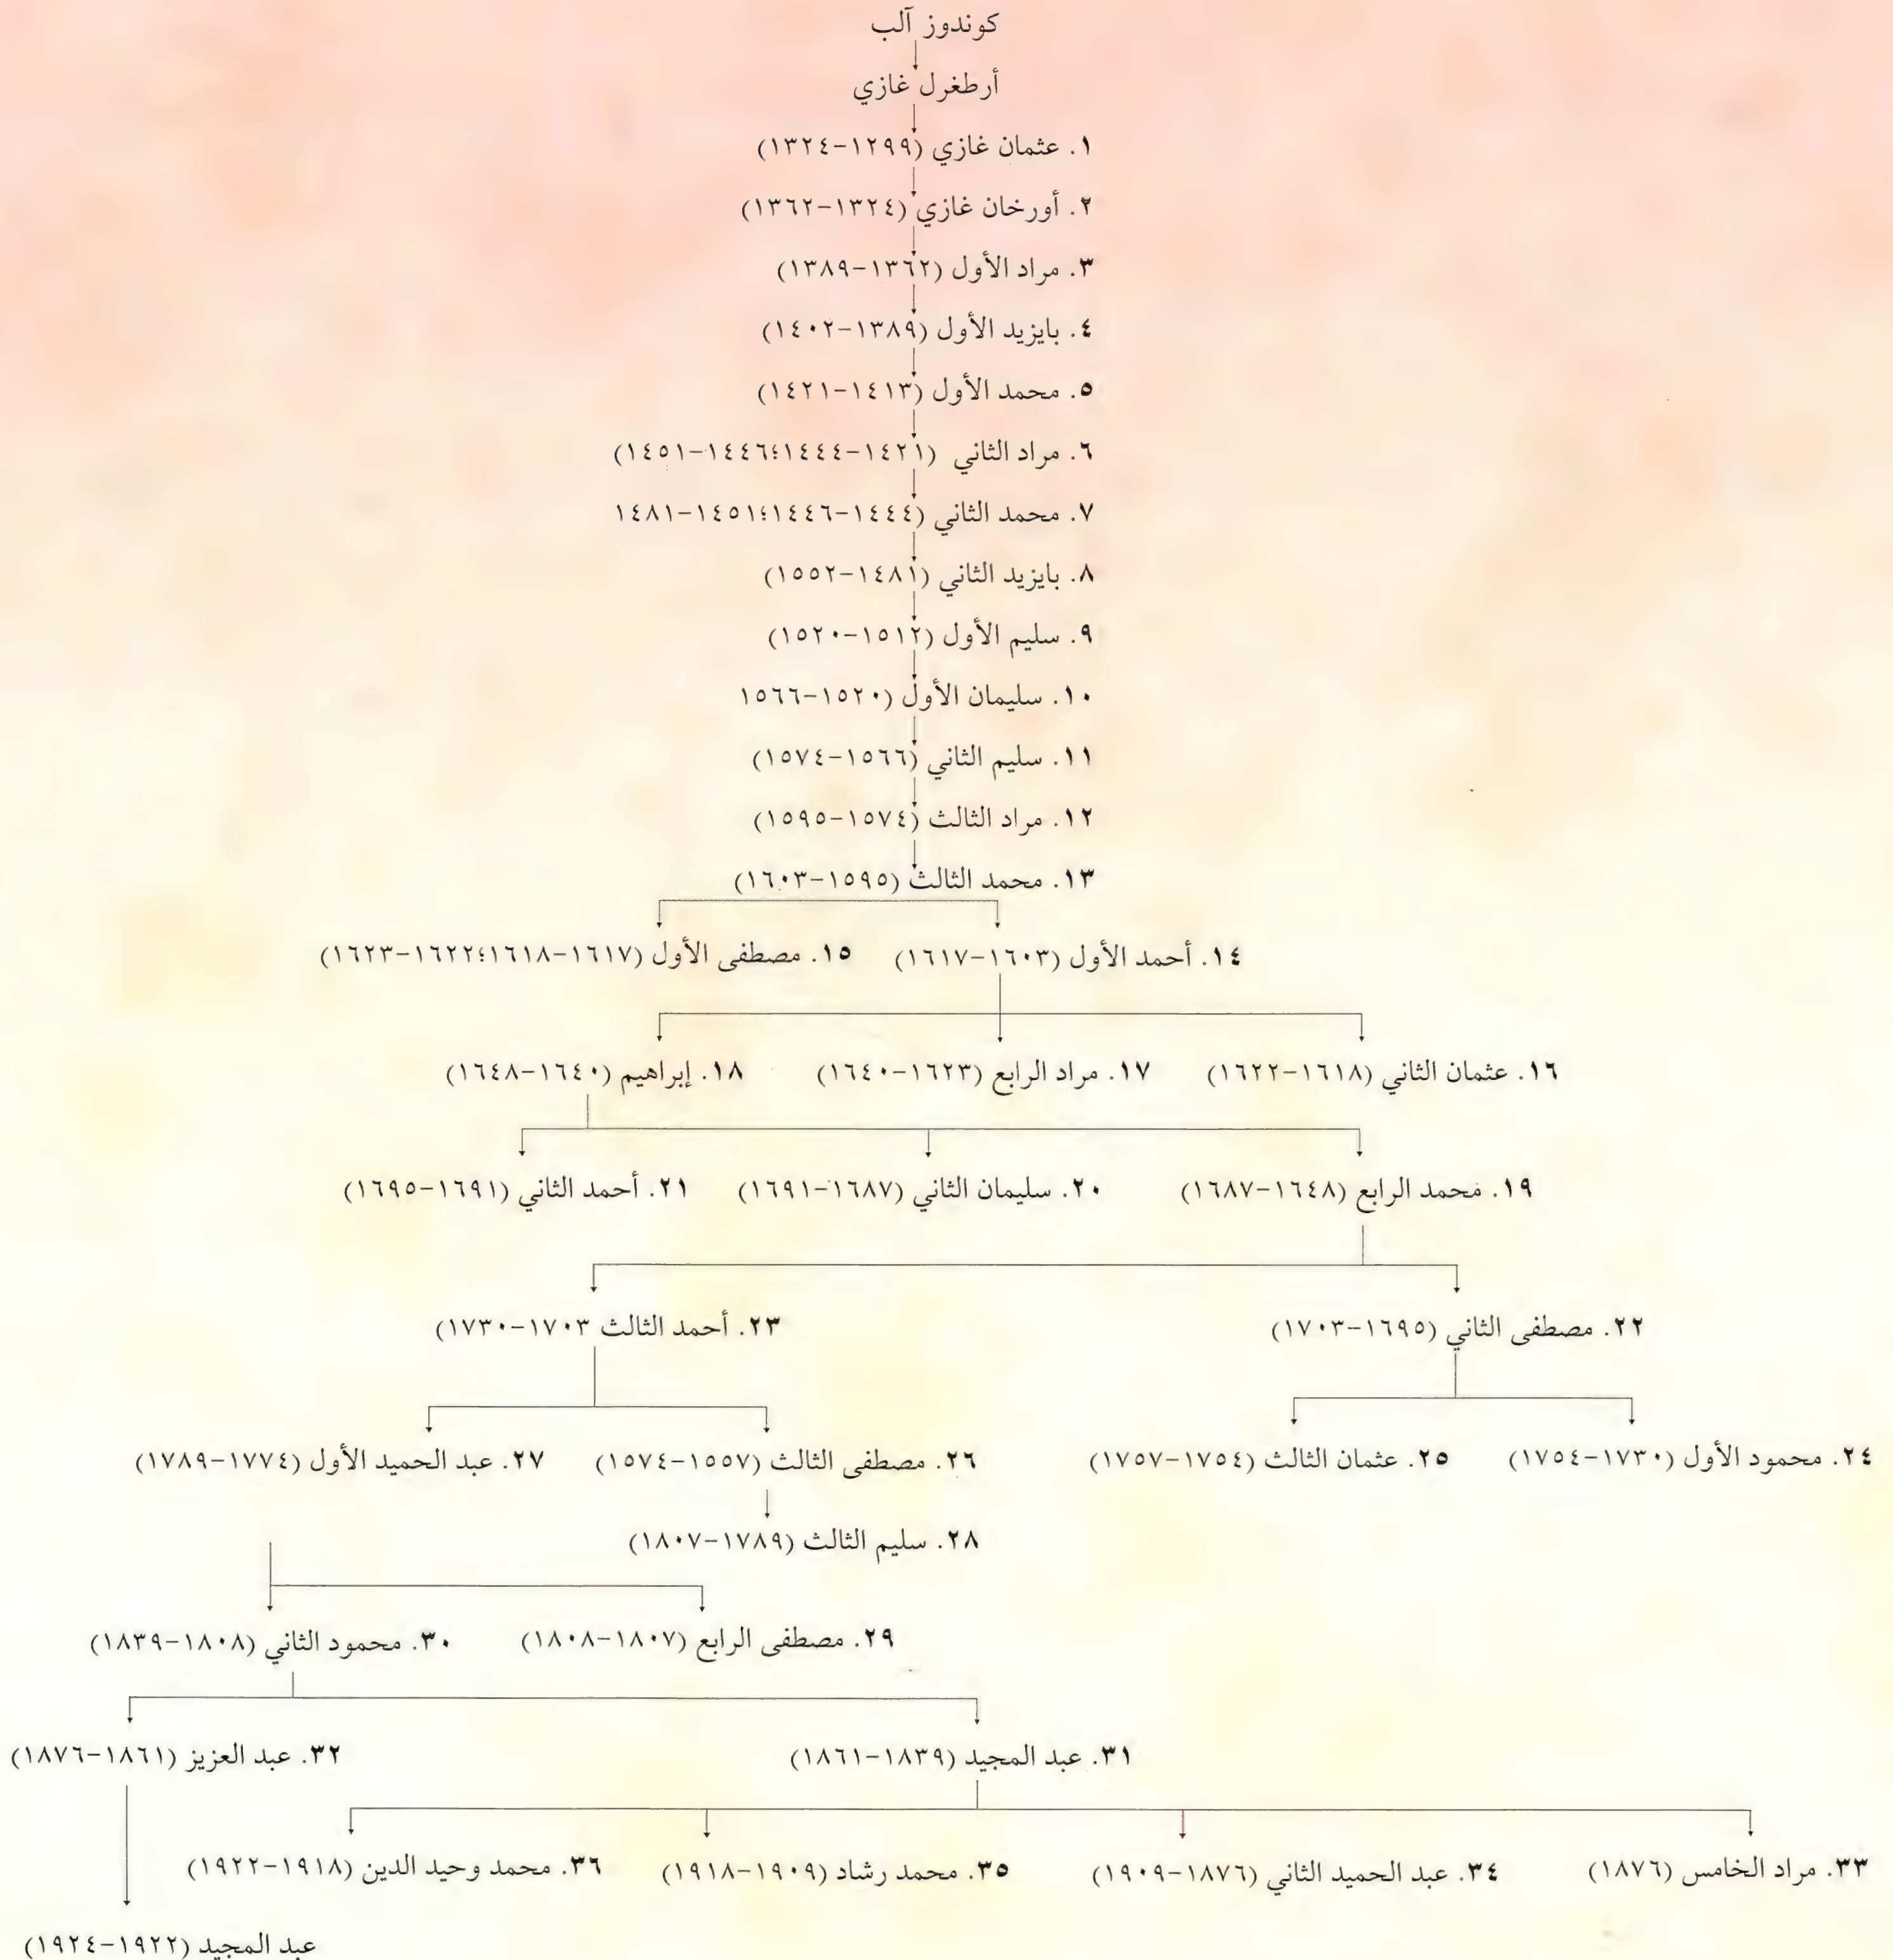 كوندوز آلب
أرطغرل غازي
١. عثمان غازي (١٢٩٩-١٣٢٤)
٢. أورخان غازي (١٣٢٤-١٣٦٢)
٣. مراد الأول (١٣٦٢-١٣٨٩)
٤. بايزيد الأول (١٣٨٩-١٤٠٢)
٥. محمد الأول (١٤١٣-١٤٢١)
٦. مراد الثاني (١٤٢١-١٤٤٤؛١٤٤٦-١٤٥١)
٧. محمد الثاني (١٤٤٤-١٤٤٦؛١٤٥١-١٤٨١
٨. بايزيد الثاني (١٤٨١-١٥٥٢)
٩. سليم الأول (١٥١٢-١٥٢٠)
١٠. سليمان الأول (١٥٢٠-١٥٦٦
١١. سليم الثاني (١٥٦٦-١٥٧٤)
١٢. مراد الثالث (١٥٧٤-١٥٩٥)
١٣. محمد الثالث (١٥٩٥-١٦٠٣)
١٤. أحمد الأول (١٦٠٣-١٦١٧) ١٥. مصطفى الأول (١٦١٧-١٦١٨؛١٦٢٢-١٦٢٣)
١٦. عثمان الثاني (١٦١٨-١٦٢٢) ١٧. مراد الرابع (١٦٢٣-١٦٤٠) ١٨. إبراهيم (١٦٤٠-١٦٤٨)
١٩. محمد الرابع (١٦٤٨-١٦٨٧) ٢٠. سليمان الثاني (١٦٨٧-١٦٩١) ٢١. أحمد الثاني (١٦٩١-١٦٩٥)
٢٢. مصطفى الثاني (١٦٩٥-١٧٠٣) ٢٣. أحمد الثالث ١٧٠٣-١٧٣٠)
٢٤. محمود الأول (١٧٣٠-١٧٥٤) ٢٥. عثمان الثالث (١٧٥٤-١٧٥٧) ٢٦. مصطفى الثالث (١٥٥٧-١٥٧٤) ٢٧. عبد الحميد الأول (١٧٧٤-١٧٨٩)
٢٨. سليم الثالث (١٧٨٩-١٨٠٧)
٢٩. مصطفى الرابع (١٨٠٧-١٨٠٨) ٣٠. محمود الثاني (١٨٠٨-١٨٣٩)
٣١. عبد المجيد (١٨٣٩-١٨٦١) ٣٢. عبد العزيز (١٨٦١-١٨٧٦)
٣٣. مراد الخامس (١٨٧٦) ٣٤. عبد الحميد الثاني (١٨٧٦-١٩٠٩) ٣٥. محمد رشاد (١٩٠٩-١٩١٨) ٣٦. محمد وحيد الدين (١٩١٨-١٩٢٢)
عبد المجيد (١٩٢٢-١٩٢٤)